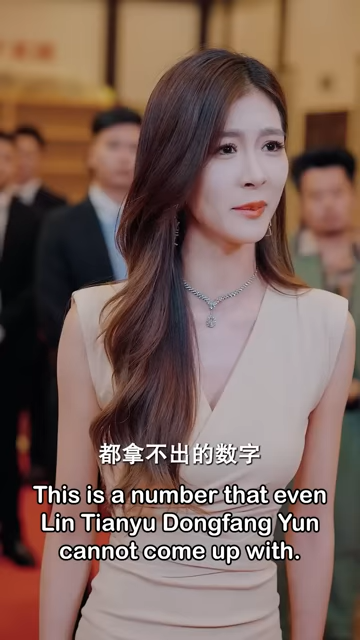 都拿不出的数字
This is a number that even
Lin Tianyu Dongfang Yun
cannot come up with.